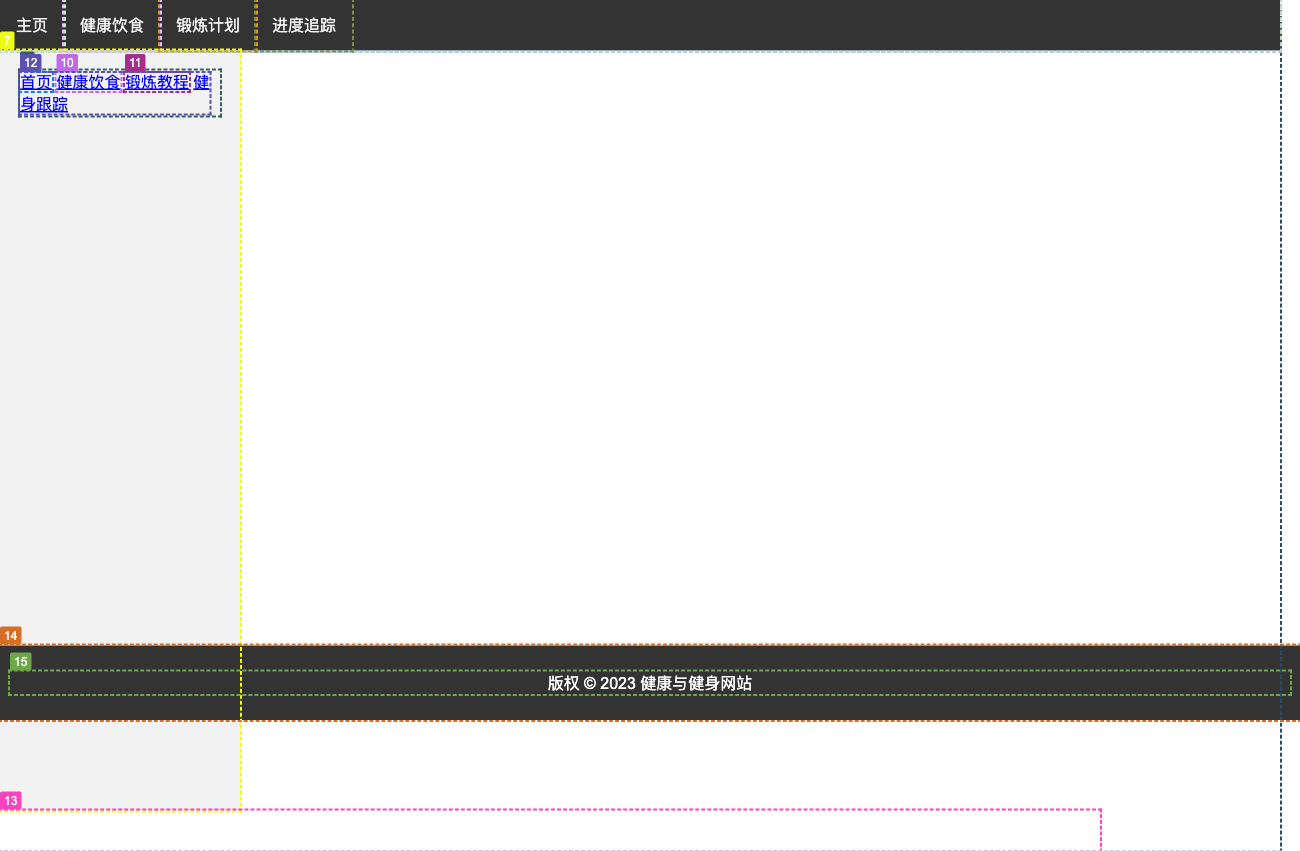 主页 健康饮食 锻炼计划 进度追踪
7
12 10 11
首页 健康饮食 锻炼教程 健
身跟踪
14
15
版权 © 2023 健康与健身网站
13